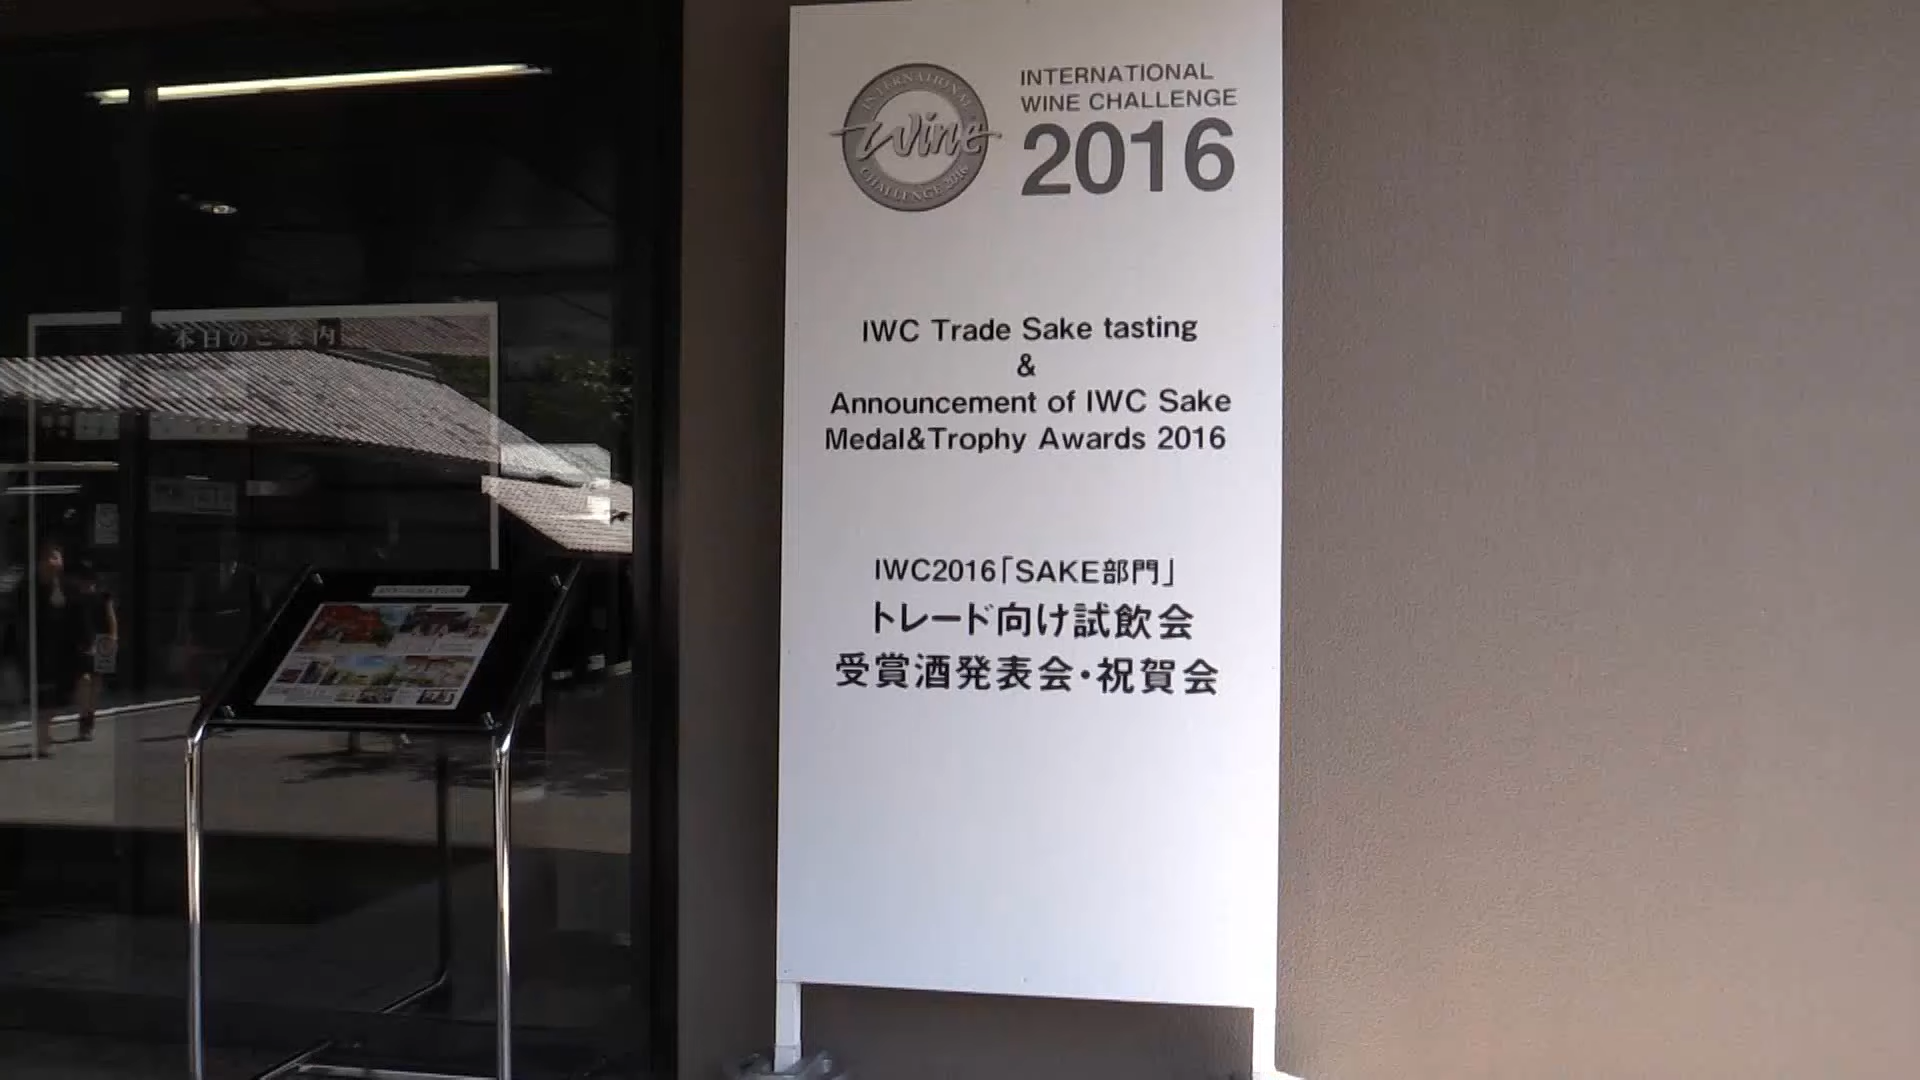 本日のご案内
INTERNATIONAL
Wine
CHALLENGE 2016
INTERNATIONAL
WINE CHALLENGE
2016
IWC Trade Sake tasting
&
Announcement of IWC Sake
Medal&Trophy Awards 2016
IWC2016「SAKE部門」
トレード向け試飲会
受賞酒発表会・祝賀会
INFORMATION